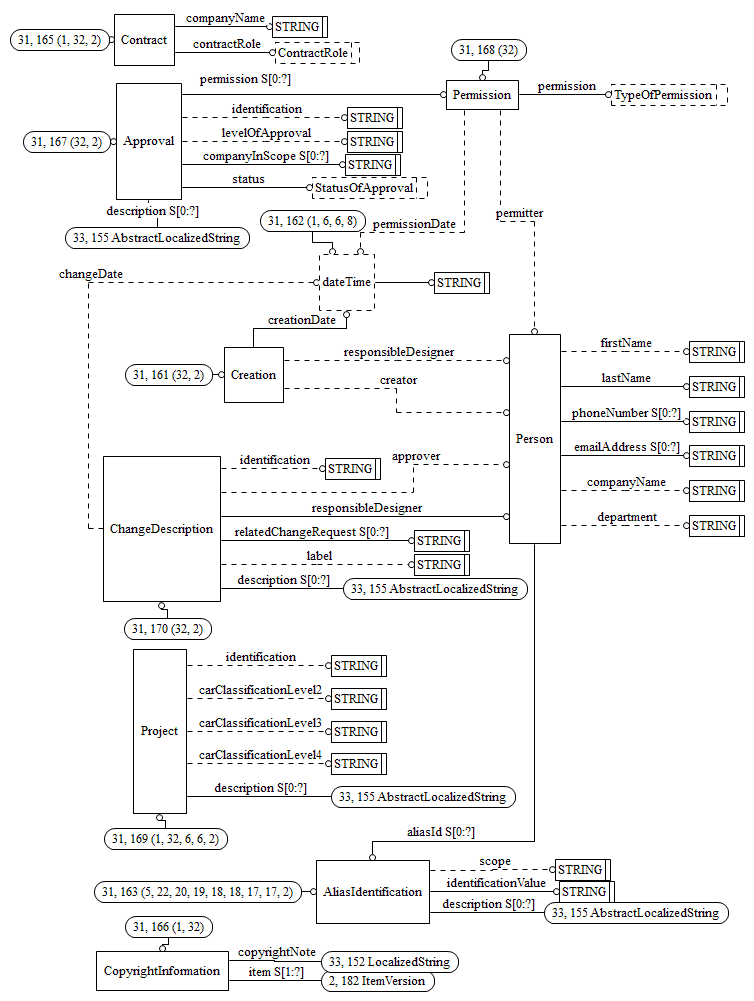 companyName
31, 165 (1, 32, 2)
Contract
STRING
contractRole
ContractRole
31, 168 (32)
permission S[0:?]
Permission
permission
TypeOfPermission
identification
STRING
31, 167 (32, 2)
Approval
levelOfApproval
STRING
companyInScope S[0:?]
STRING
status
StatusOfApproval
description S[0:?]
33, 155 AbstractLocalizedString
31, 162 (1, 6, 6, 8)
permissionDate
permitter
changeDate
dateTime
STRING
creationDate
31, 161 (32, 2)
Creation
responsibleDesigner
creator
Person
firstName
STRING
lastName
STRING
phoneNumber S[0:?]
STRING
emailAddress S[0:?]
STRING
companyName
STRING
department
STRING
ChangeDescription
identification
STRING
approver
responsibleDesigner
relatedChangeRequest S[0:?]
STRING
label
STRING
description S[0:?]
33, 155 AbstractLocalizedString
31, 170 (32, 2)
Project
identification
STRING
carClassificationLevel2
STRING
carClassificationLevel3
STRING
carClassificationLevel4
STRING
description S[0:?]
33, 155 AbstractLocalizedString
31, 169 (1, 32, 6, 6, 2)
aliasId S[0:?]
31, 163 (5, 22, 20, 19, 18, 18, 17, 17, 2)
AliasIdentification
scope
STRING
identificationValue
STRING
description S[0:?]
33, 155 AbstractLocalizedString
31, 166 (1, 32)
CopyrightInformation
copyrightNote
33, 152 LocalizedString
item S[1:?]
2, 182 ItemVersion